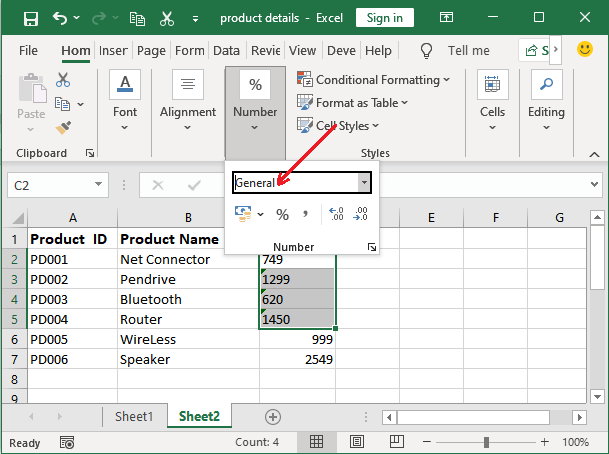 product details - Excel
Sign in
File Hom Inser Page Form Data Revie View Deve Help Tell me S
Paste
Clipboard
Font
Alignment
%
Number
Conditional Formatting
Format as Table
Cell Styles
Styles
Cells
Editing
C2
General
% , .00 .00
.0
Number
A B E F G
1 Product ID Product Name
2 PD001 Net Connector 749
3 PD002 Pendrive 1299
4 PD003 Bluetooth 620
5 PD004 Router 1450
6 PD005 WireLess 999
7 PD006 Speaker 2549
8
9
Sheet1 Sheet2
Ready Count: 4 100%